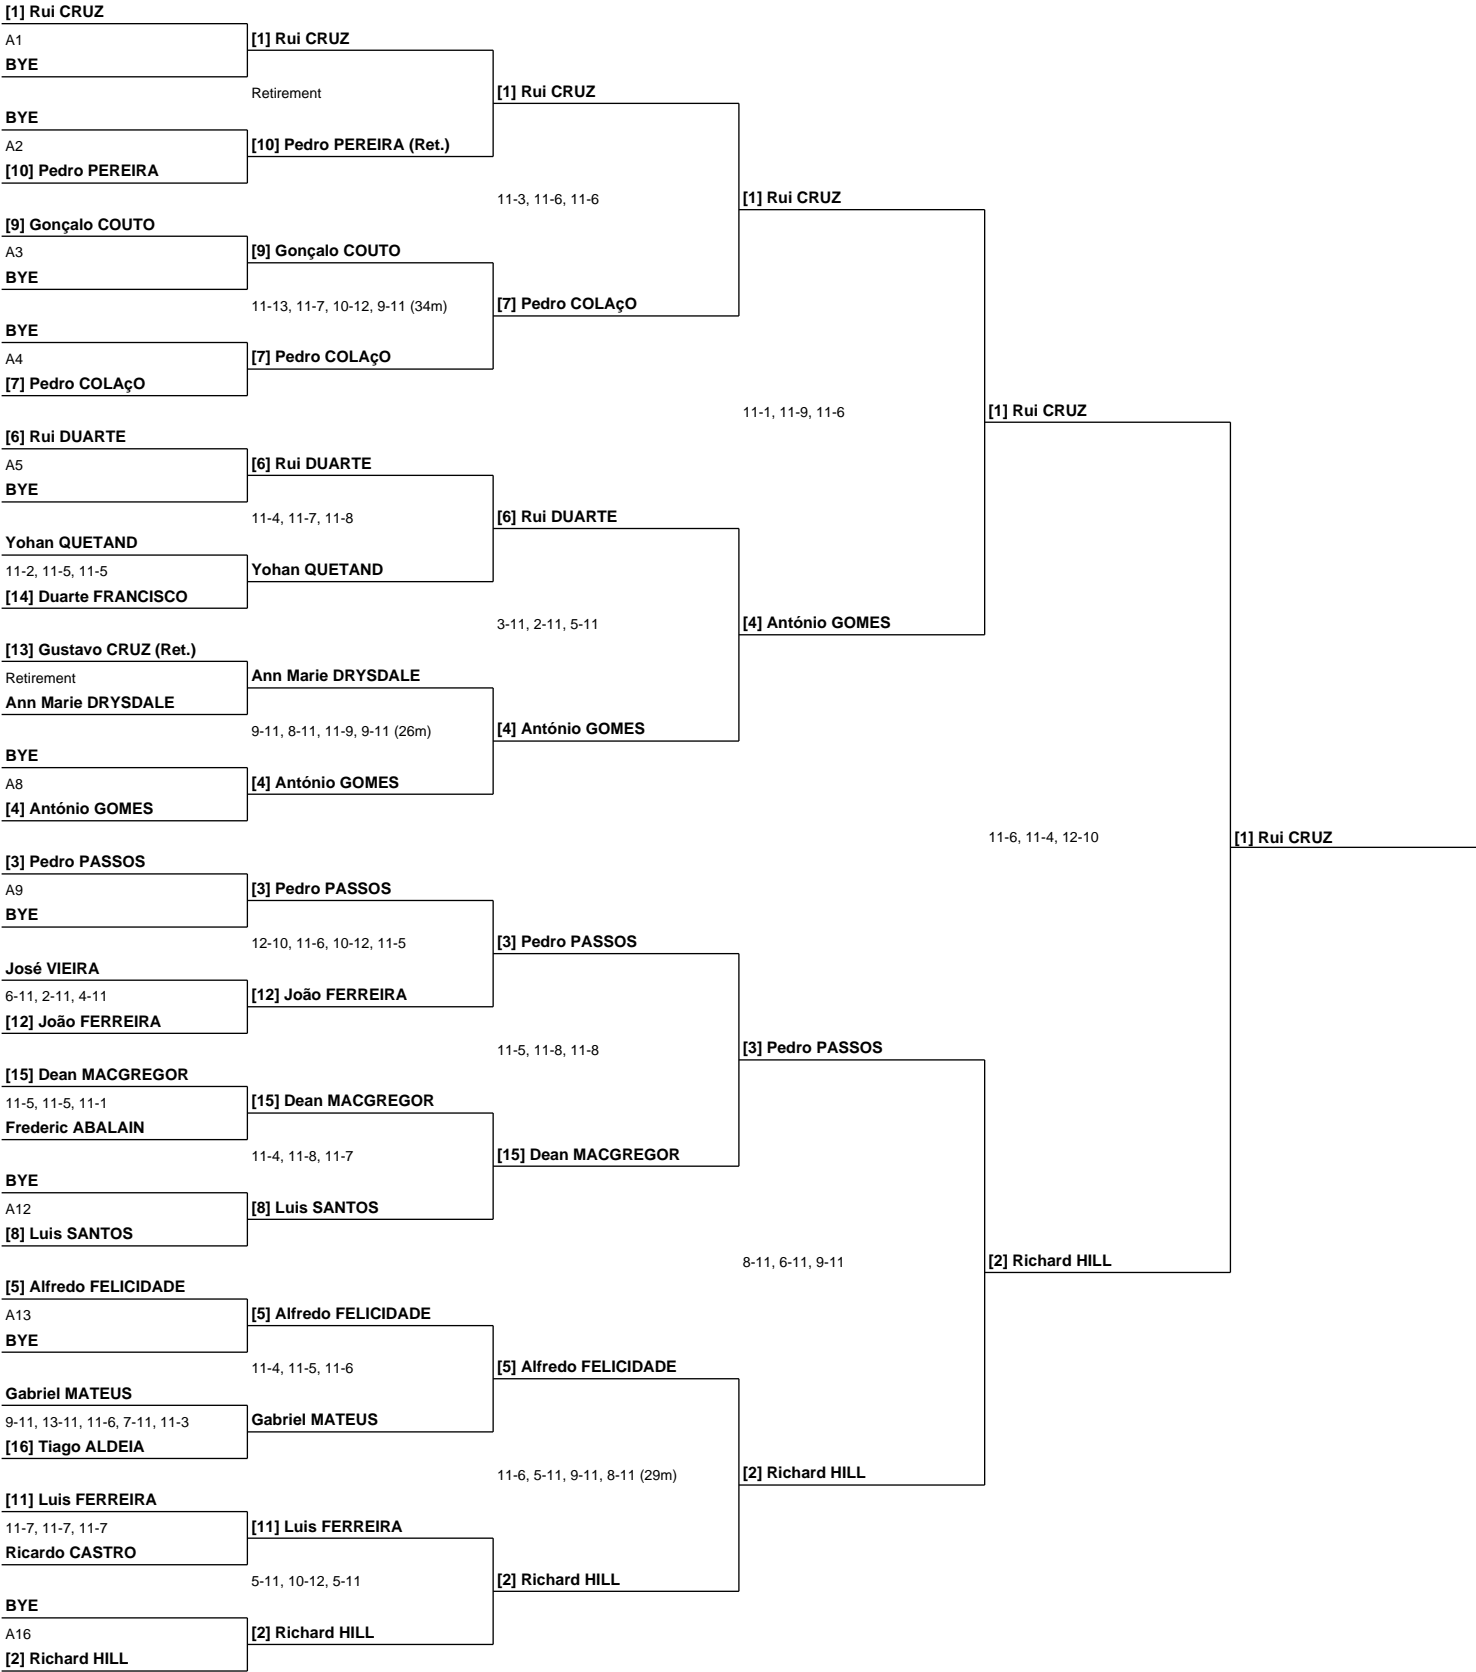 [1] Rui CRUZ
A1
BYE
BYE
A2
[10] Pedro PEREIRA
[9] Gonçalo COUTO
A3
BYE
BYE
A4
[7] Pedro COLAçO
[6] Rui DUARTE
A5
BYE
Yohan QUETAND
11-2, 11-5, 11-5
[14] Duarte FRANCISCO
[13] Gustavo CRUZ (Ret.)
Retirement
Ann Marie DRYSDALE
BYE
A8
[4] António GOMES
[3] Pedro PASSOS
A9
BYE
José VIEIRA
6-11, 2-11, 4-11
[12] João FERREIRA
[15] Dean MACGREGOR
11-5, 11-5, 11-1
Frederic ABALAIN
BYE
A12
[8] Luis SANTOS
[5] Alfredo FELICIDADE
A13
BYE
Gabriel MATEUS
9-11, 13-11, 11-6, 7-11, 11-3
[16] Tiago ALDEIA
[11] Luis FERREIRA
11-7, 11-7, 11-7
Ricardo CASTRO
BYE
A16
[2] Richard HILL
[1] Rui CRUZ
Retirement
[10] Pedro PEREIRA (Ret.)
[9] Gonçalo COUTO
11-13, 11-7, 10-12, 9-11 (34m)
[7] Pedro COLAçO
[6] Rui DUARTE
11-4, 11-7, 11-8
Yohan QUETAND
Ann Marie DRYSDALE
9-11, 8-11, 11-9, 9-11 (26m)
[4] António GOMES
[3] Pedro PASSOS
12-10, 11-6, 10-12, 11-5
[12] João FERREIRA
[15] Dean MACGREGOR
11-4, 11-8, 11-7
[8] Luis SANTOS
[5] Alfredo FELICIDADE
11-4, 11-5, 11-6
Gabriel MATEUS
[11] Luis FERREIRA
5-11, 10-12, 5-11
[2] Richard HILL
[1] Rui CRUZ
11-3, 11-6, 11-6
[7] Pedro COLAçO
[6] Rui DUARTE
3-11, 2-11, 5-11
[4] António GOMES
[3] Pedro PASSOS
11-5, 11-8, 11-8
[15] Dean MACGREGOR
[5] Alfredo FELICIDADE
11-6, 5-11, 9-11, 8-11 (29m)
[2] Richard HILL
[1] Rui CRUZ
11-1, 11-9, 11-6
[4] António GOMES
[3] Pedro PASSOS
8-11, 6-11, 9-11
[2] Richard HILL
[1] Rui CRUZ
11-6, 11-4, 12-10
[2] Richard HILL
[1] Rui CRUZ